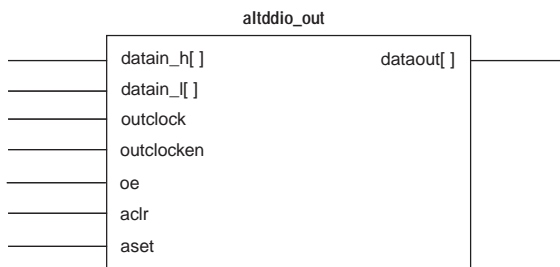 altddio_out
datain_h[ ] dataout[ ]
datain_l[ ]
outclock
outclocken
oe
aclr
aset